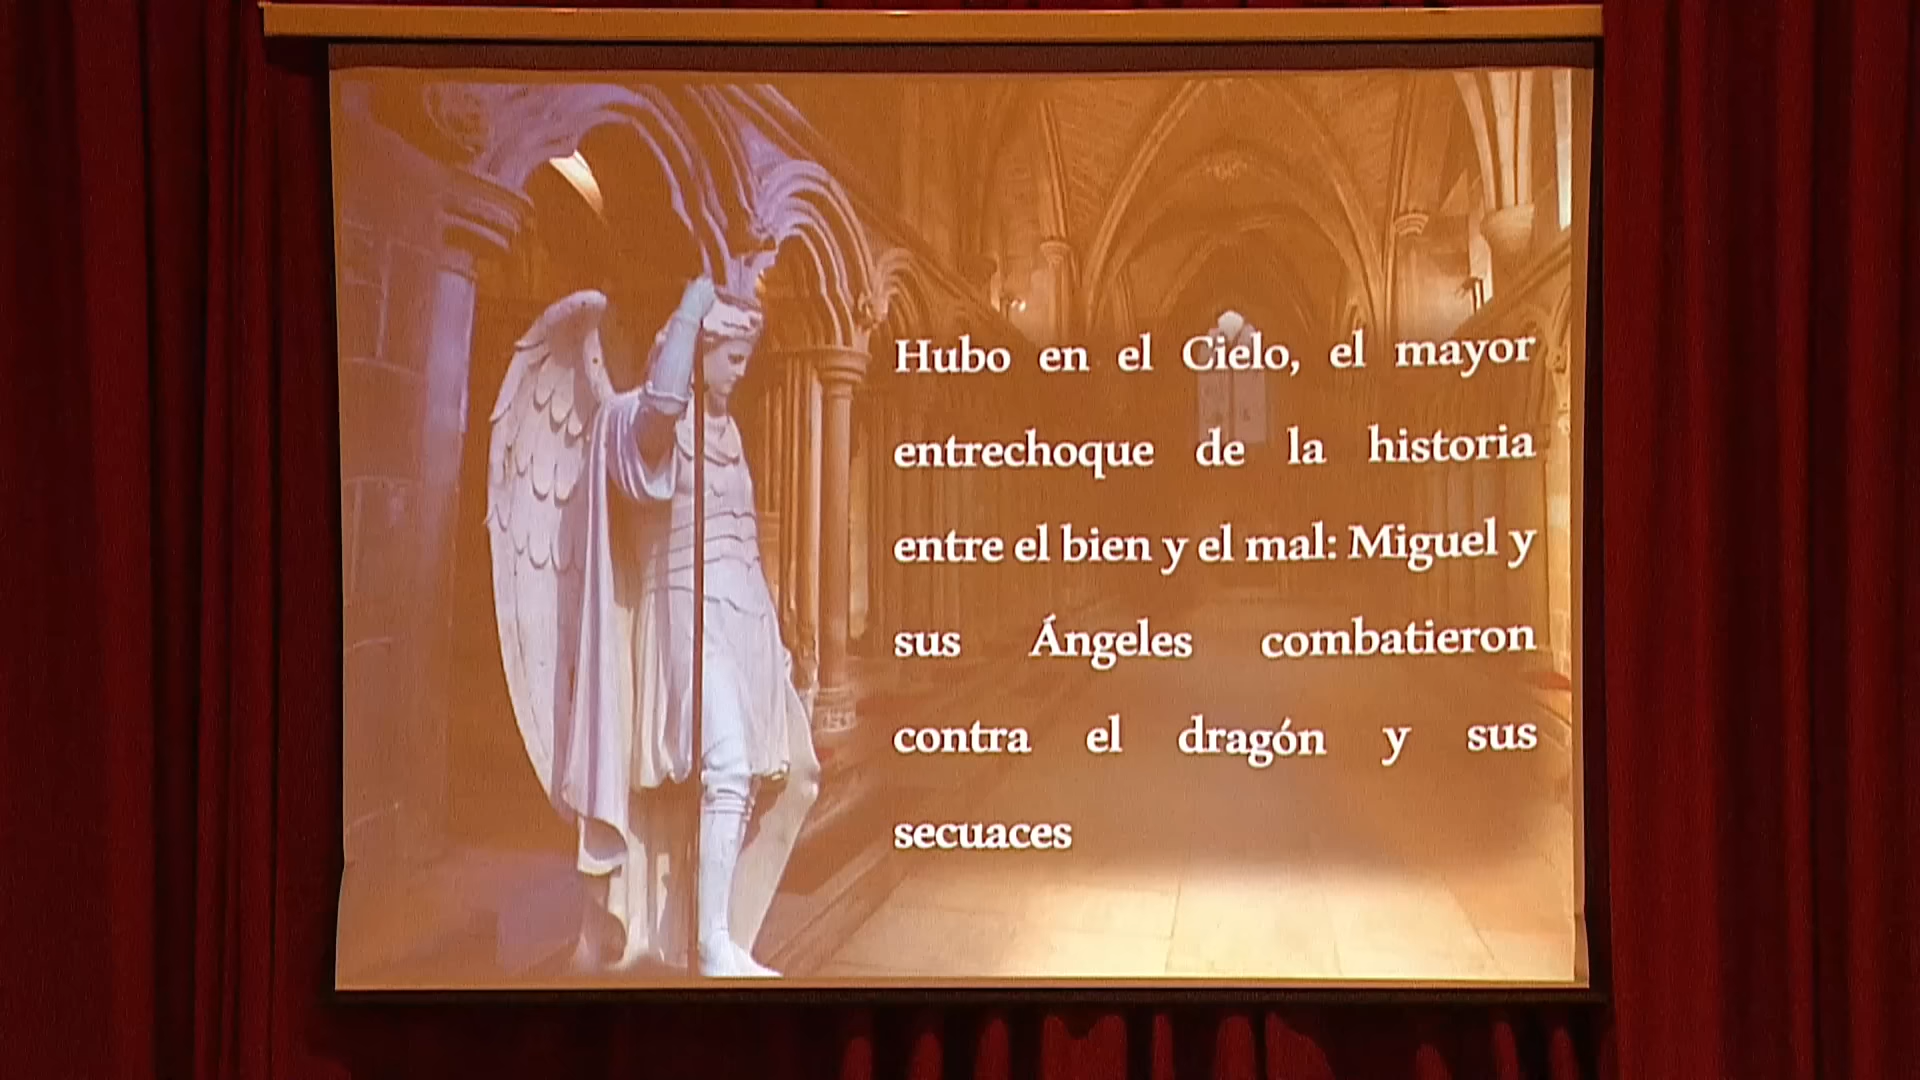 Hubo en el Cielo, el mayor
entrechoque de la historia
entre el bien y el mal: Miguel y
sus Ángeles combatieron
contra el dragón y sus
secuaces